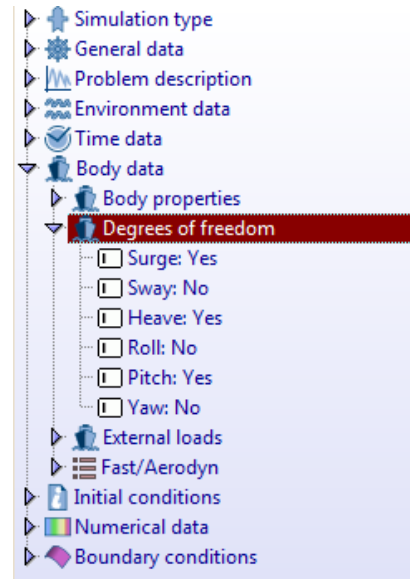 Simulation type
General data
Problem description
Environment data
Time data
Body data
Body properties
Degrees of freedom
Surge: Yes
Sway: No
Heave: Yes
Roll: No
Pitch: Yes
Yaw: No
External loads
Fast/Aerodyn
Initial conditions
Numerical data
Boundary conditions